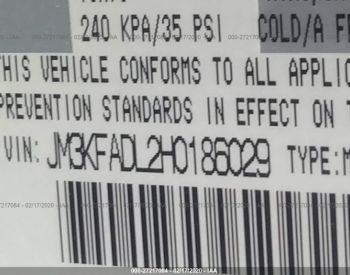 240 KPA/35 PSI COLD/A F
THIS VEHICLE CONFORMS TO ALL APPLIC
PREVENTION STANDARDS IN EFFECT ON T
VIN: JM3KFADL2H0186029 TYPE:M
000-27217084 - 02/17/2020 - IAA